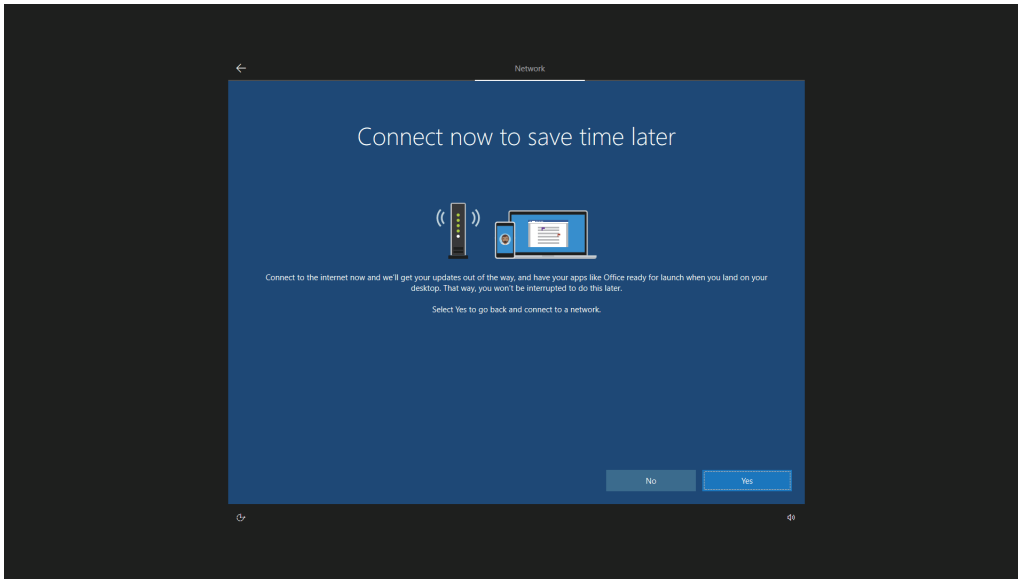 Network
Connect now to save time later
Connect to the internet now and we'll get your updates out of the way, and have your apps like Office ready for launch when you land on your
desktop. That way, you won't be interrupted to do this later.
Select Yes to go back and connect to a network.
No
Yes